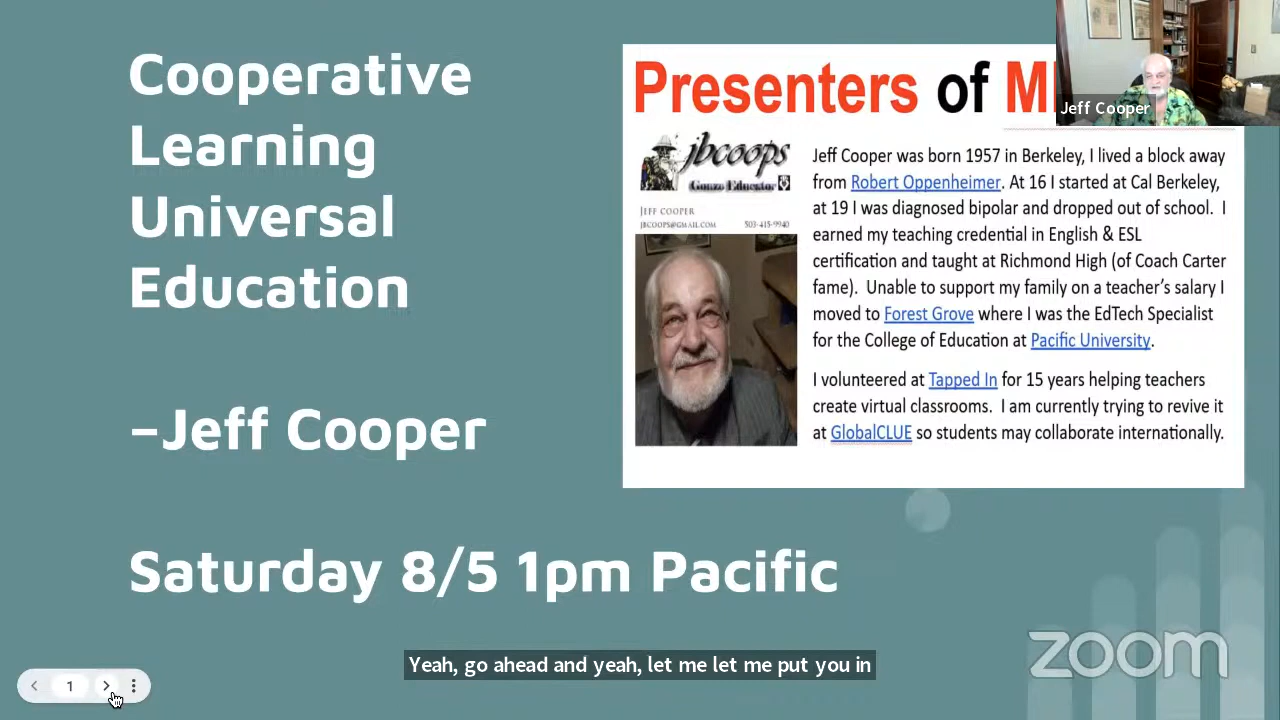 Cooperative
Learning
Universal
Education
–Jeff Cooper
Saturday 8/5 1pm Pacific
Presenters of M
jbcoops
Gonzo Educator
JEFF COOPER
JBCOOPS@GMAIL.COM 503-415-9940
Jeff Cooper was born 1957 in Berkeley, I lived a block away
from Robert Oppenheimer. At 16 I started at Cal Berkeley,
at 19 I was diagnosed bipolar and dropped out of school. I
earned my teaching credential in English & ESL
certification and taught at Richmond High (of Coach Carter
fame). Unable to support my family on a teacher's salary I
moved to Forest Grove where I was the EdTech Specialist
for the College of Education at Pacific University.
I volunteered at Tapped In for 15 years helping teachers
create virtual classrooms. I am currently trying to revive it
at GlobalCLUE so students may collaborate internationally.
Jeff Cooper
Yeah, go ahead and yeah, let me let me put you in
1
zoom